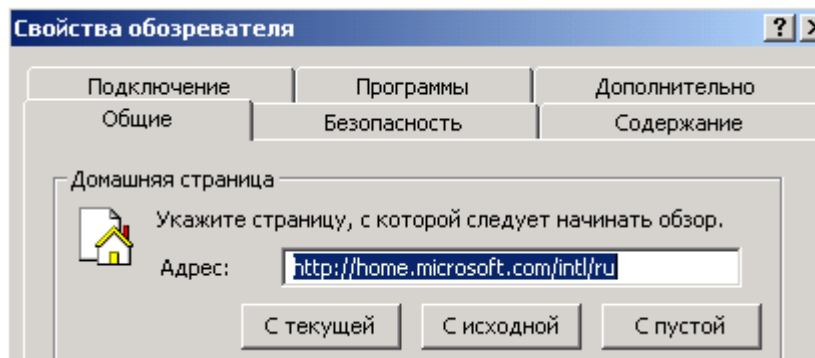 Свойства обозревателя
Подключение Программы Дополнительно
Общие Безопасность Содержание
Домашняя страница
Укажите страницу, с которой следует начинать обзор.
Адрес: http://home.microsoft.com/intl/ru
С текущей С исходной С пустой